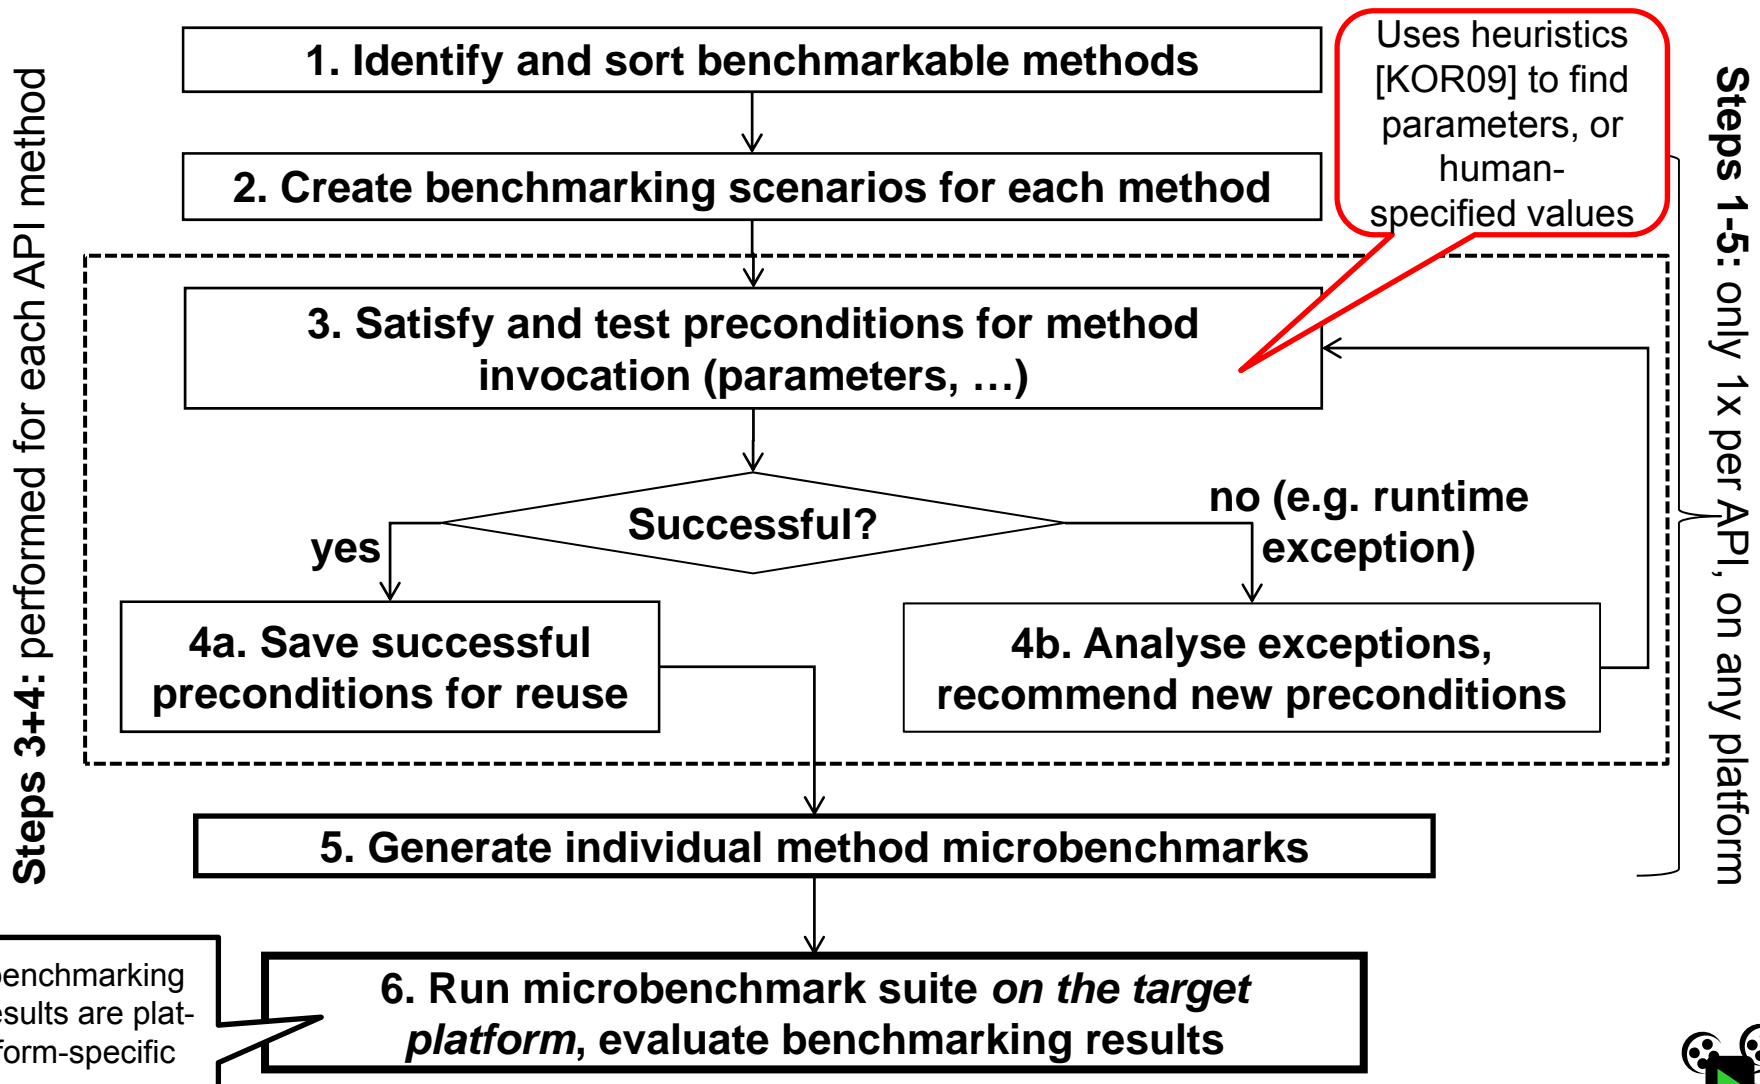 1. Identify and sort benchmarkable methods
Uses heuristics
[KOR09] to find
parameters, or
human-
specified values
2. Create benchmarking scenarios for each method
Steps 3+4: performed for each API method
Steps 1-5: only 1x per API, on any platform
3. Satisfy and test preconditions for method
invocation (parameters, …)
Successful?
yes
no (e.g. runtime
exception)
4a. Save successful
preconditions for reuse
4b. Analyse exceptions,
recommend new preconditions
5. Generate individual method microbenchmarks
enchmarking
esults are plat-
form-specific
6. Run microbenchmark suite on the target
platform, evaluate benchmarking results